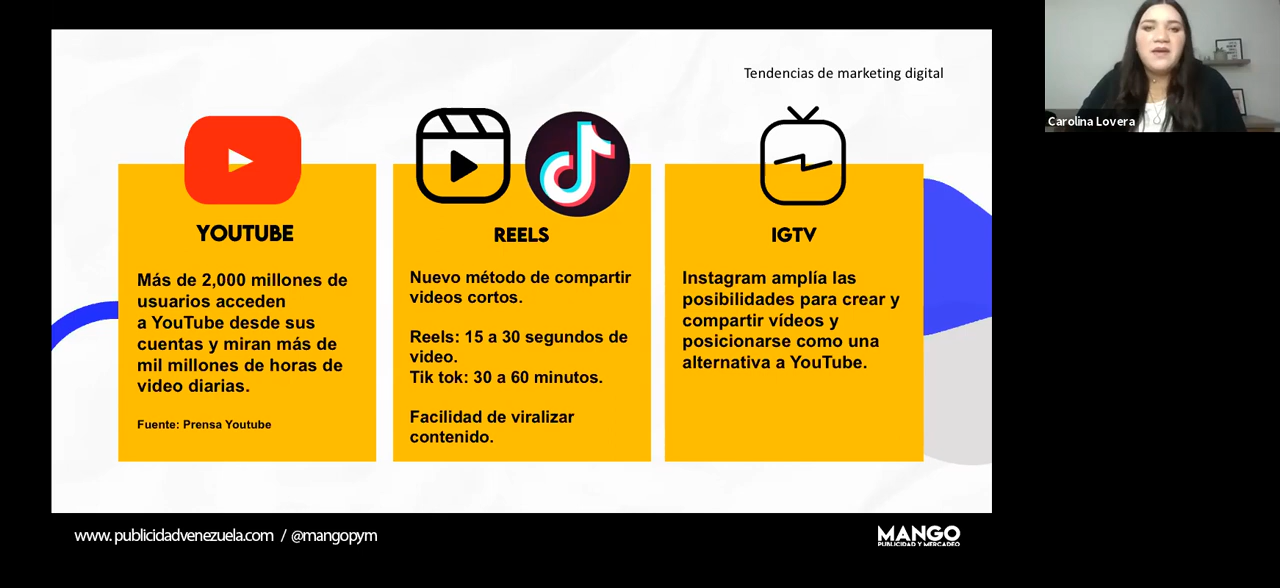 Tendencias de marketing digital
Carolina Lovera
YOUTUBE
Más de 2,000 millones de
usuarios acceden
a YouTube desde sus
cuentas y miran más de
mil millones de horas de
video diarias.
Fuente: Prensa Youtube
REELS
Nuevo método de compartir
videos cortos.
Reels: 15 a 30 segundos de
video.
Tik tok: 30 a 60 minutos.
Facilidad de viralizar
contenido.
IGTV
Instagram amplía las
posibilidades para crear y
compartir vídeos y
posicionarse como una
alternativa a YouTube.
www.publicidadvenezuela.com / @mangopym
MANGO
PUBLICIDAD Y MERCADEO